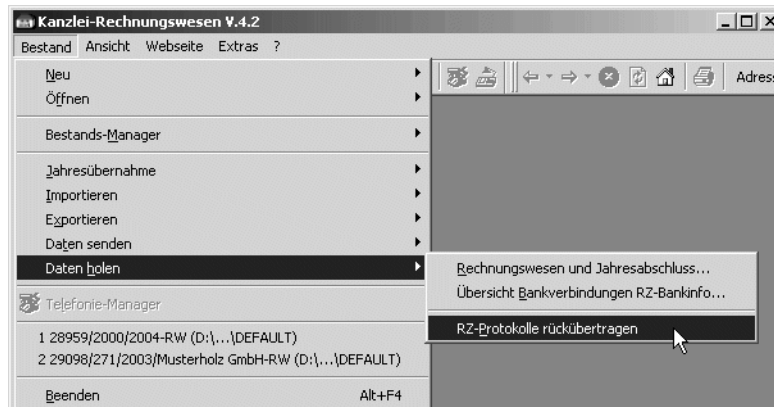 Kanzlei-Rechnungswesen V.4.2
Bestand Ansicht Webseite Extras ?
Neu
Öffnen
Adres
Bestands-Manager
Jahresübernahme
Importieren
Exportieren
Daten senden
Daten holen
Rechnungswesen und Jahresabschluss...
Übersicht Bankverbindungen RZ-Bankinfo...
RZ-Protokolle rückübertragen
Telefonie-Manager
1 28959/2000/2004-RW (D:\...\DEFAULT)
2 29098/271/2003/Musterholz GmbH-RW (D:\...\DEFAULT)
Beenden Alt+F4